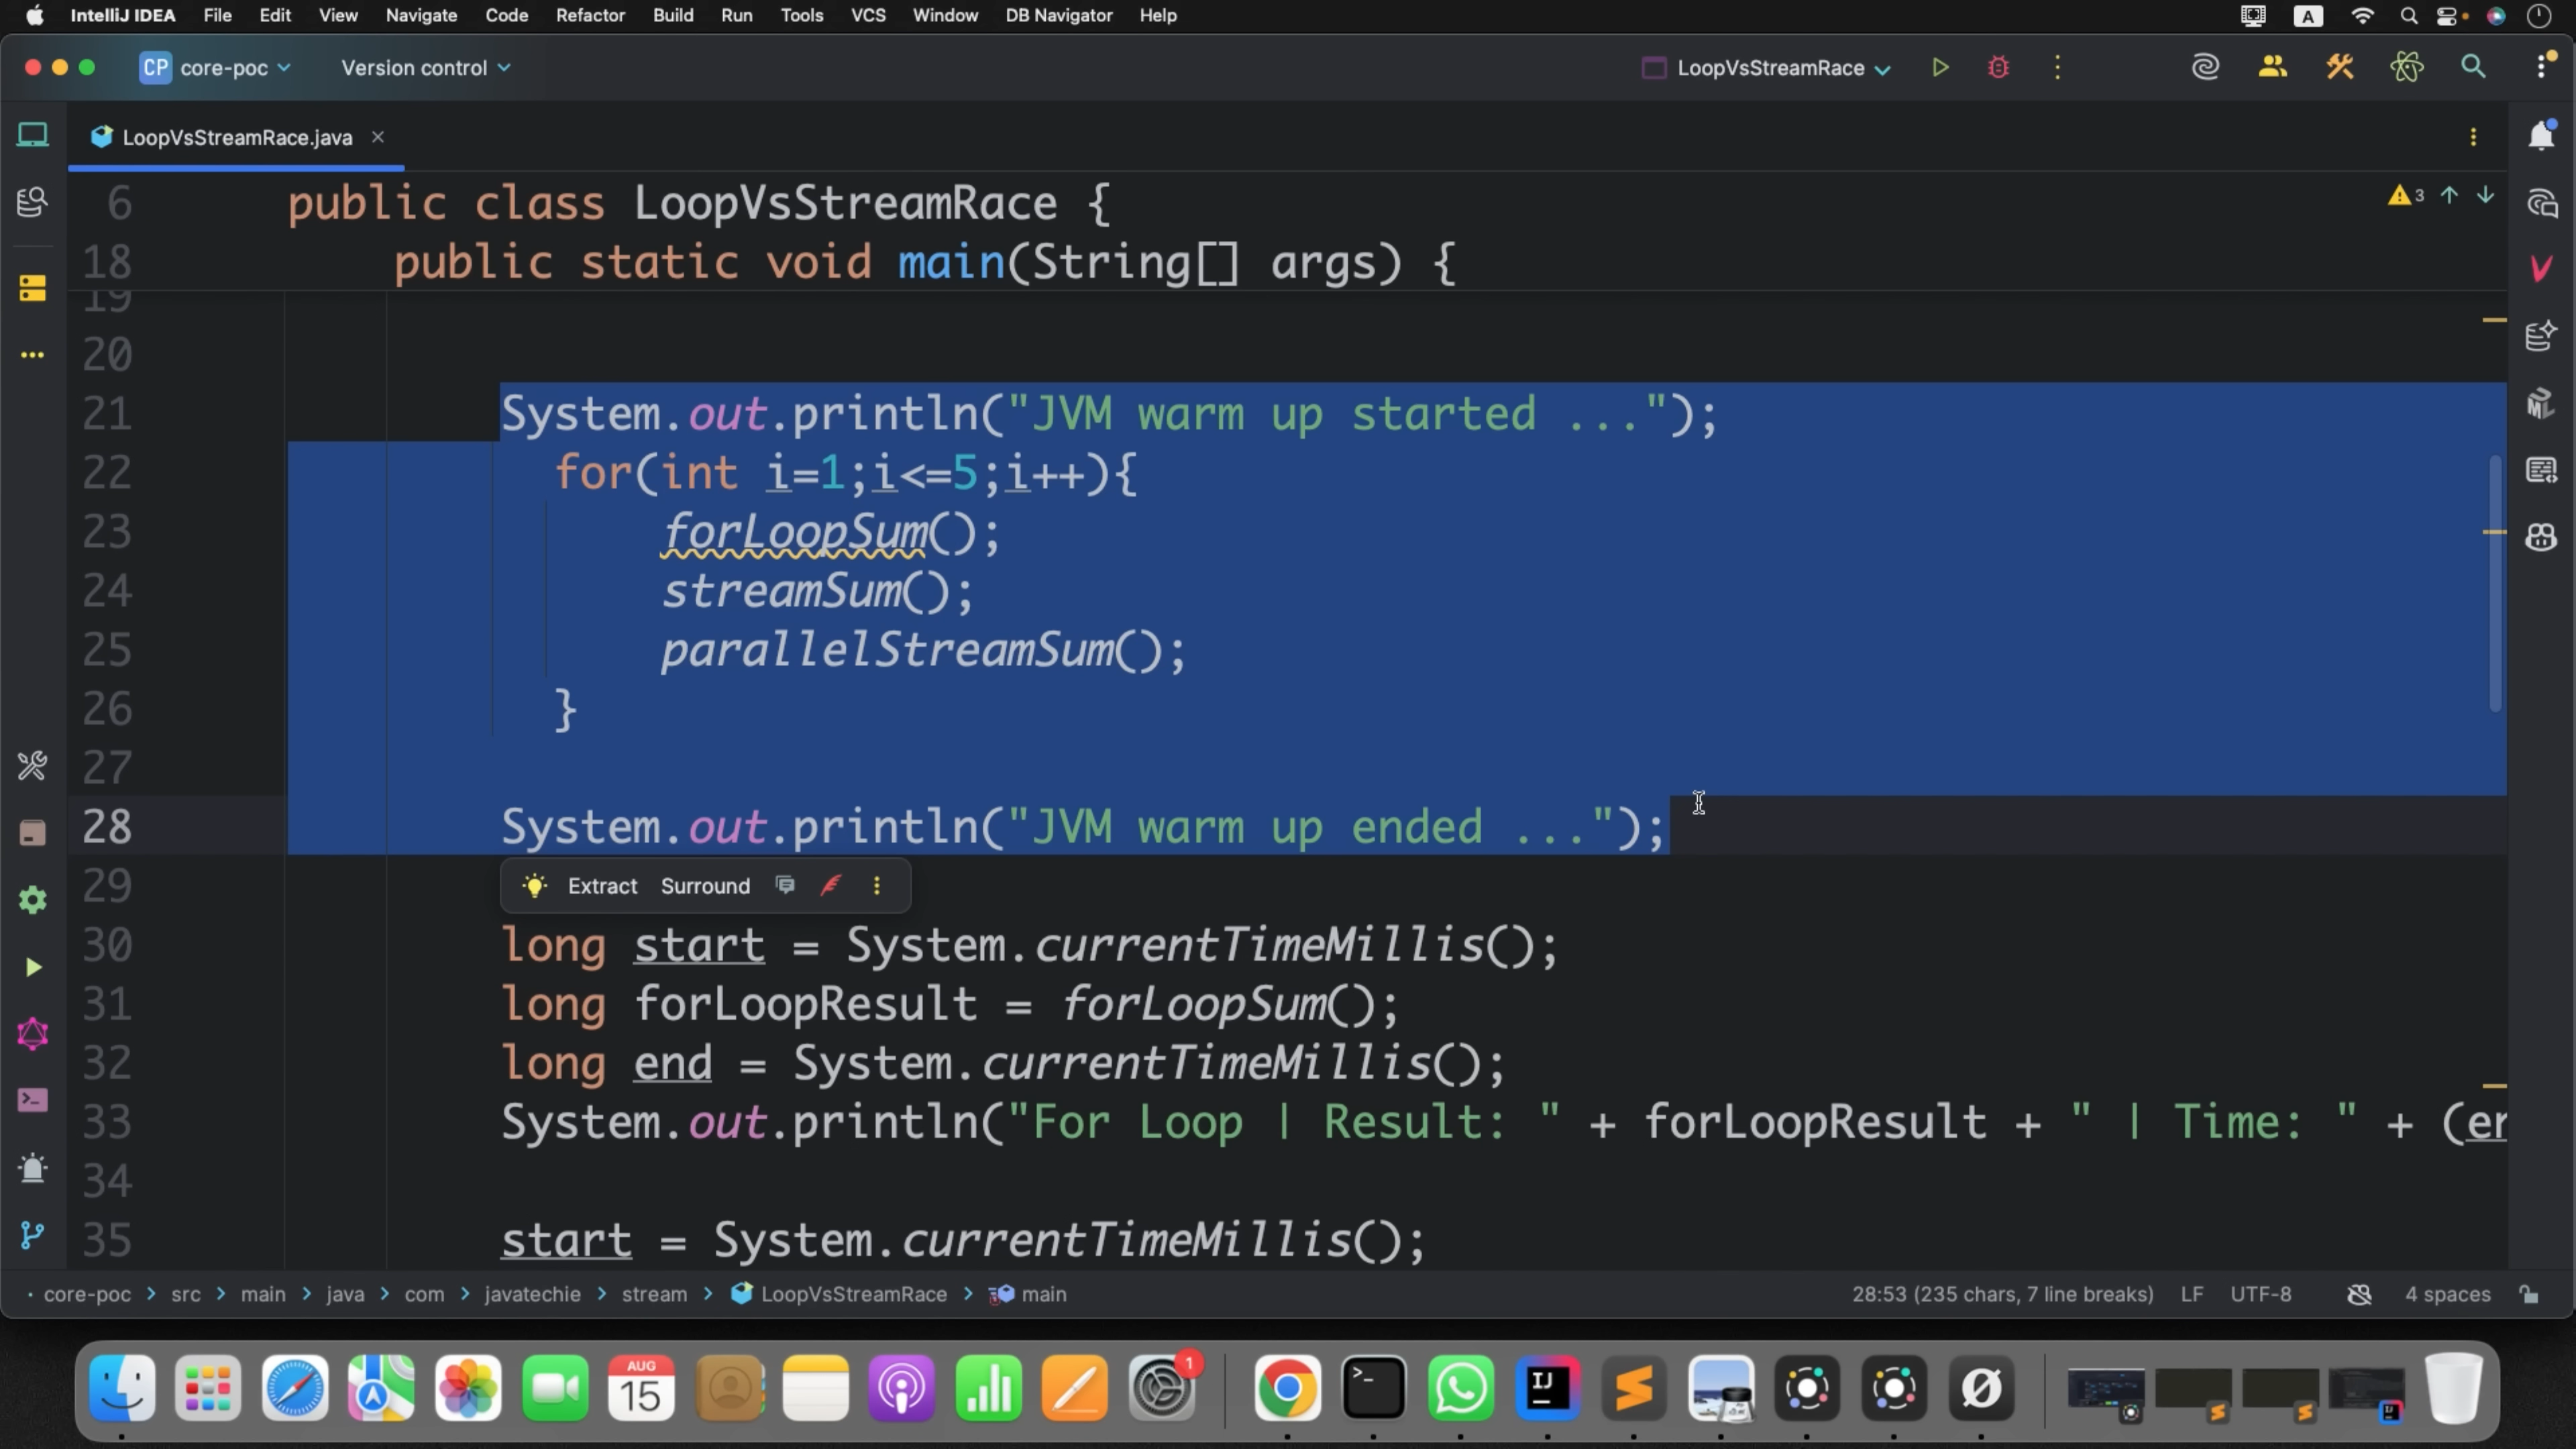 IntelliJ IDEA File Edit View Navigate Code Refactor Build Run Tools VCS Window DB Navigator Help A
CP core-poc Version control LoopVsStreamRace
LoopVsStreamRace.java
6 public class LoopVsStreamRace { 3
18 public static void main(String[] args) {
19
20
21 System.out.println("JVM warm up started ...");
22 for(int i=1;i<=5;i++){
23 forLoopSum();
24 streamSum();
25 parallelStreamSum();
26 }
27
28 System.out.println("JVM warm up ended ...");
29 Extract Surround
30 long start = System.currentTimeMillis();
31 long forLoopResult = forLoopSum();
32 long end = System.currentTimeMillis();
33 System.out.println("For Loop | Result: " + forLoopResult + " | Time: " + (er
34
35 start = System.currentTimeMillis();
core-poc > src > main > java > com > javatechie > stream > LoopVsStreamRace > main 28:53 (235 chars, 7 line breaks) LF UTF-8 4 spaces
AUG
15
1
IJ